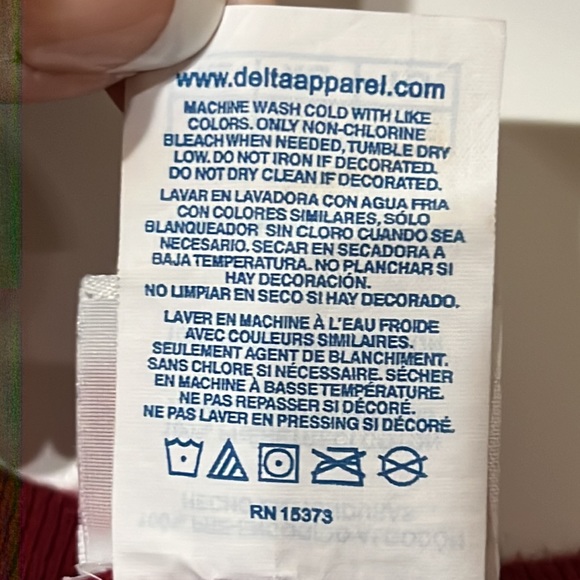 www.deltaapparel.com
MACHINE WASH COLD WITH LIKE
COLORS. ONLY NON-CHLORINE
BLEACH WHEN NEEDED, TUMBLE DRY
LOW. DO NOT IRON IF DECORATED.
DO NOT DRY CLEAN IF DECORATED.
LAVAR EN LAVADORA CON AGUA FRIA
CON COLORES SIMILARES, SÓLO
BLANQUEADOR SIN CLORO CUANDO SEA
NECESARIO. SECAR EN SECADORA A
BAJA TEMPERATURA. NO PLANCHAR SI
HAY DECORACIÓN.
NO LIMPIAR EN SECO SI HAY DECORADO.
LAVER EN MACHINE À L'EAU FROIDE
AVEC COULEURS SIMILAIRES.
SEULEMENT AGENT DE BLANCHIMENT.
SANS CHLORE SI NÉCESSAIRE. SÉCHER
EN MACHINE À BASSE TEMPÉRATURE.
NE PAS REPASSER SI DÉCORÉ.
NE PAS LAVER EN PRESSING SI DÉCORÉ.
RN 15373